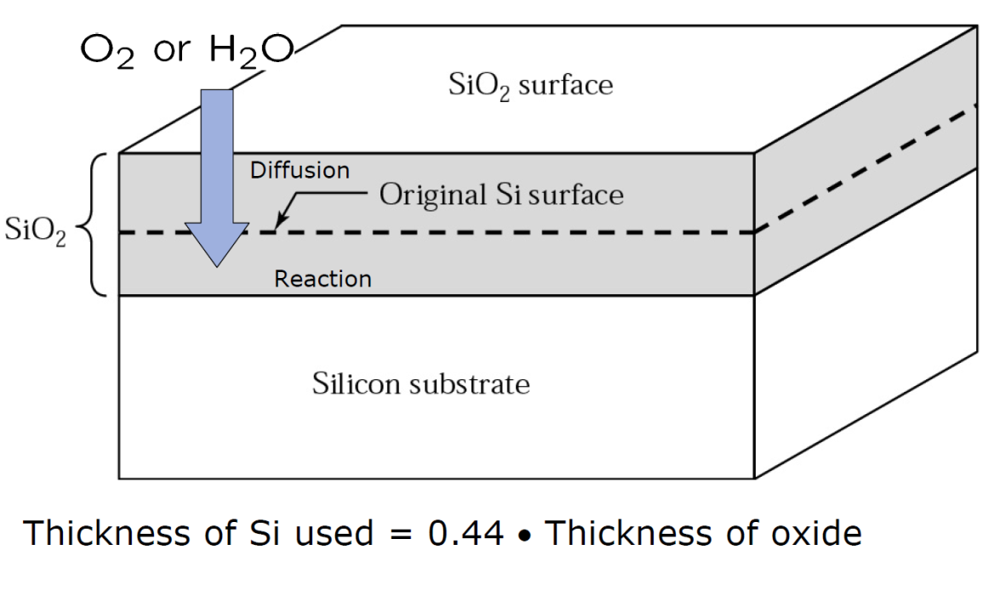 O₂ or H₂O
SiO₂ surface
Diffusion
Original Si surface
SiO₂
Reaction
Silicon substrate
Thickness of Si used = 0.44 • Thickness of oxide